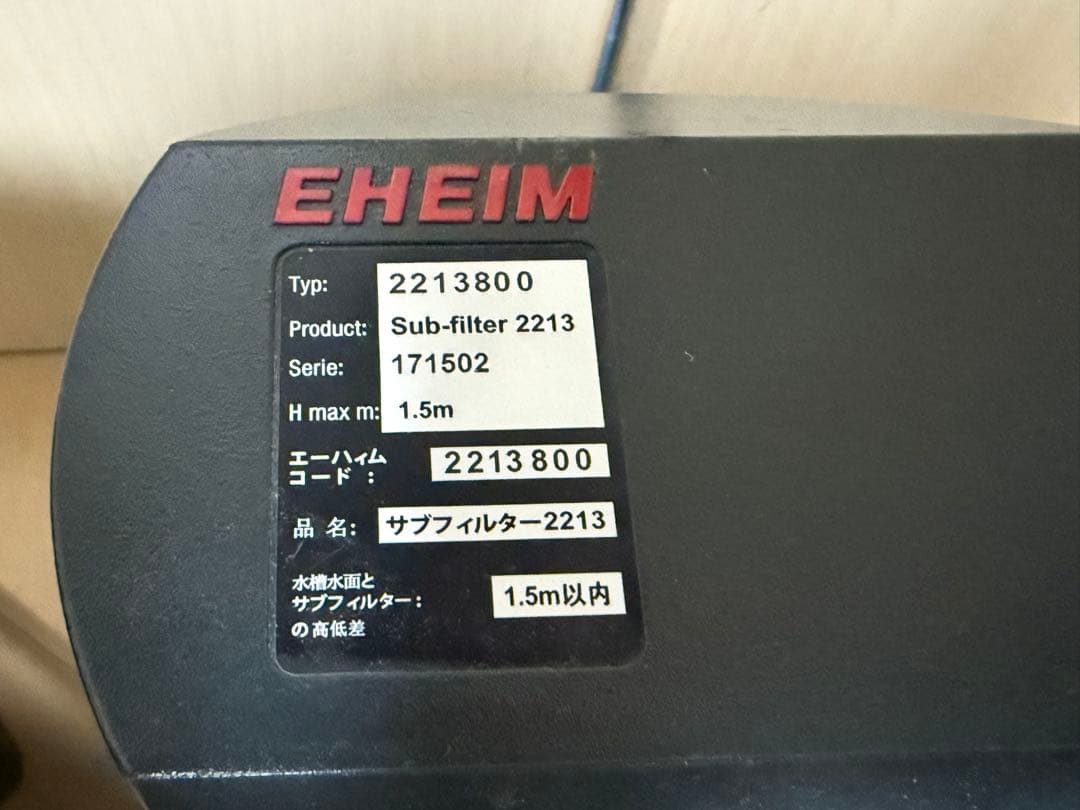 EHEIM
Typ: 2213800
Product: Sub-filter 2213
Serie: 171502
H max m: 1.5m
エーハイム
コード : 2213800
品 名: サブフィルター2213
水槽水面と
サブフィルター: 1.5m以内
の高低差